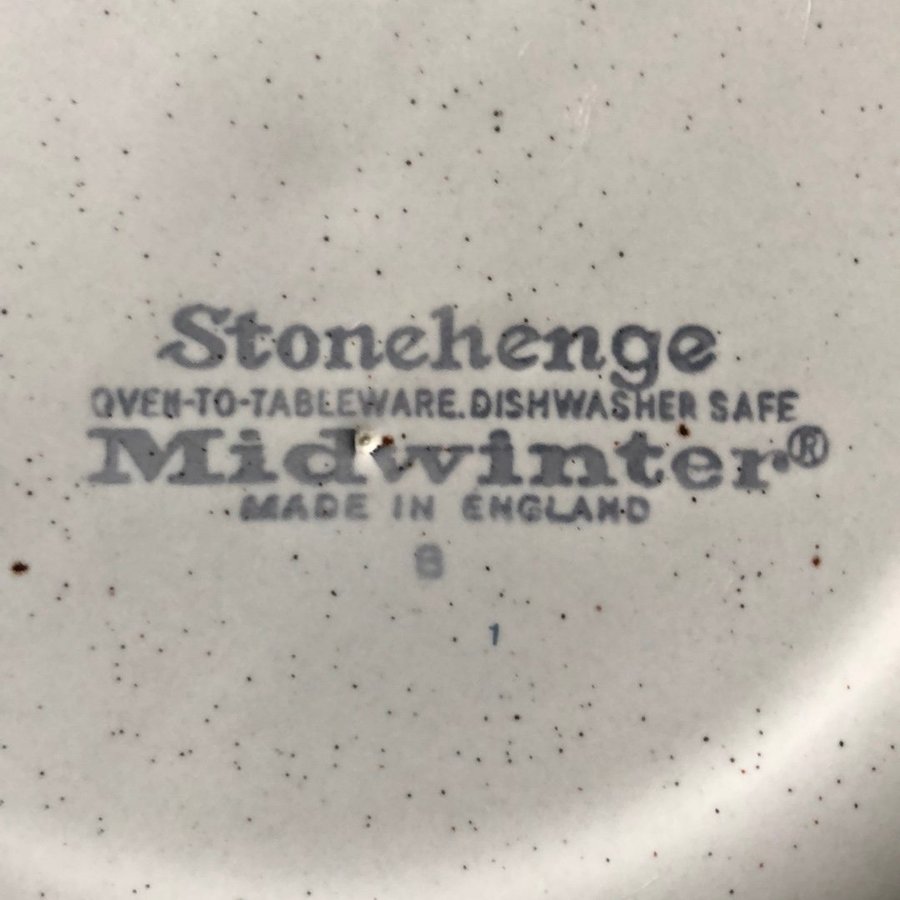 Stonehenge
OVEN-TO-TABLEWARE.DISHWASHER SAFE
Midwinter®
MADE IN ENGLAND
8
1